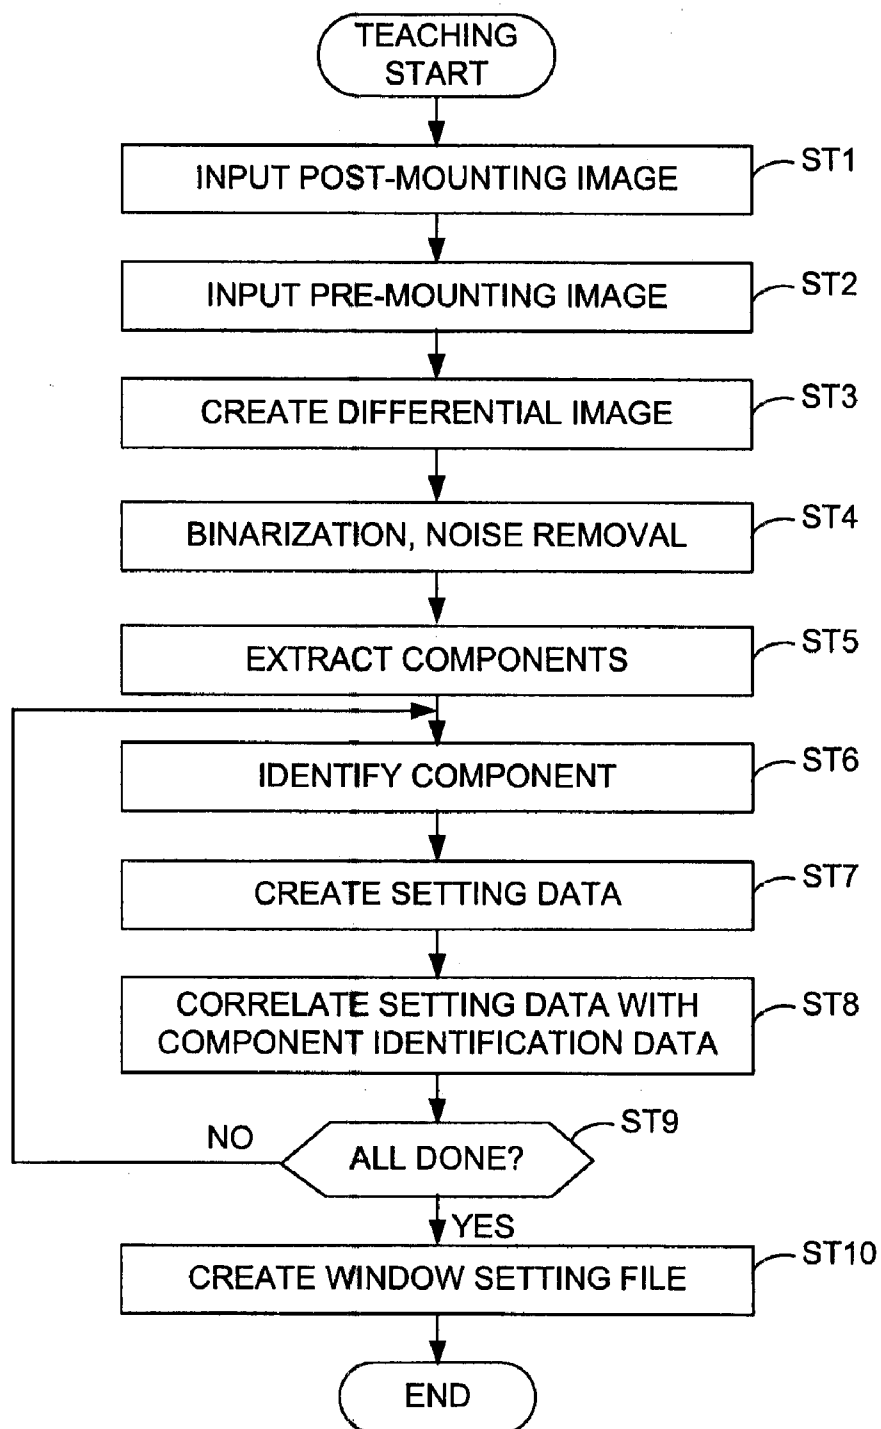 TEACHING
START
INPUT POST-MOUNTING IMAGE
ST1
INPUT PRE-MOUNTING IMAGE
ST2
CREATE DIFFERENTIAL IMAGE
ST3
BINARIZATION, NOISE REMOVAL
ST4
EXTRACT COMPONENTS
ST5
IDENTIFY COMPONENT
ST6
CREATE SETTING DATA
ST7
CORRELATE SETTING DATA WITH
COMPONENT IDENTIFICATION DATA
ST8
ALL DONE?
ST9
NO
YES
CREATE WINDOW SETTING FILE
ST10
END